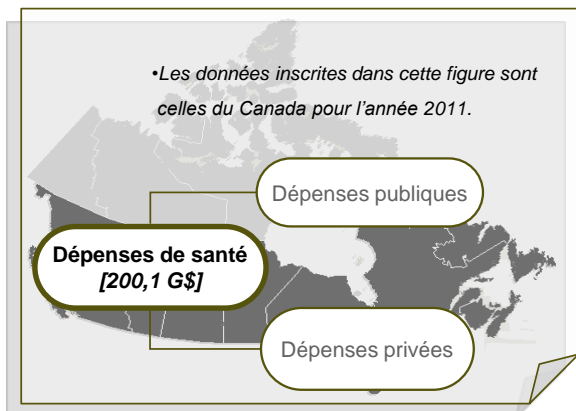 •Les données inscrites dans cette figure sont
celles du Canada pour l’année 2011.
Dépenses publiques
Dépenses de santé
[200,1 G$]
Dépenses privées